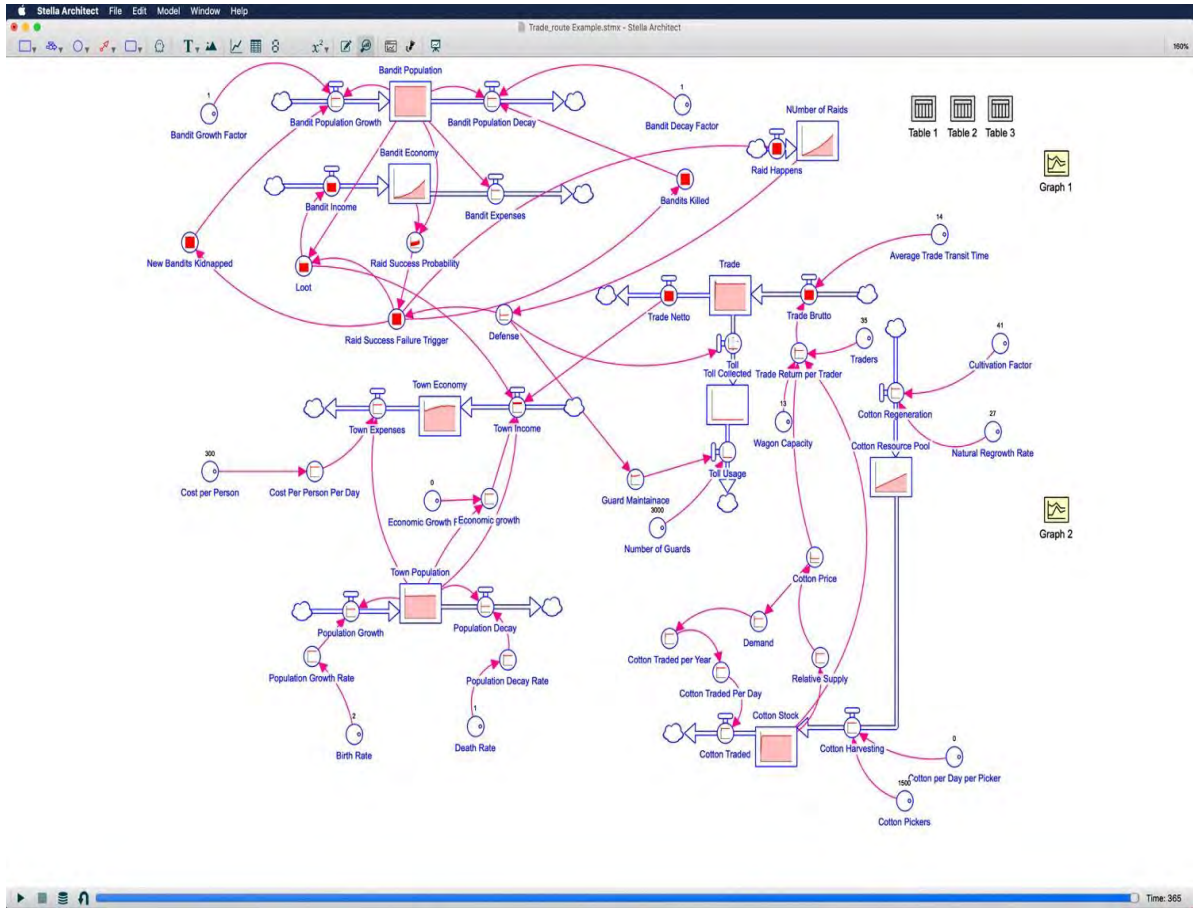 Stella Architect File Edit Model Window Help
Trade_route Example.stmx - Stella Architect
160%
Bandit Population
1
Bandit Growth Factor
Bandit Population Growth
Bandit Population Decay
1
Bandit Decay Factor
NUmber of Raids
Raid Happens
Table 1 Table 2 Table 3
Graph 1
Bandit Economy
Bandit Income
Bandit Expenses
Bandits Killed
New Bandits Kidnapped
Loot
Raid Success Probability
Raid Success Failure Trigger
Defense
14
Average Trade Transit Time
Trade
Trade Netto
Trade Brutto
35
Traders
41
Cultivation Factor
Toll
Toll Collected
Trade Return per Trader
13
Wagon Capacity
Cotton Regeneration
27
Natural Regrowth Rate
Cotton Resource Pool
Town Economy
Town Expenses
Town Income
300
Cost per Person
Cost Per Person Per Day
0
Economic Growth
Economic growth
Guard Maintainace
Toll Usage
3000
Number of Guards
Graph 2
Town Population
Population Growth
Population Decay
Population Growth Rate
Population Decay Rate
2
Birth Rate
1
Death Rate
Cotton Price
Demand
Cotton Traded per Year
Cotton Traded Per Day
Relative Supply
Cotton Stock
Cotton Traded
Cotton Harvesting
0
Cotton per Day per Picker
1500
Cotton Pickers
Time: 365